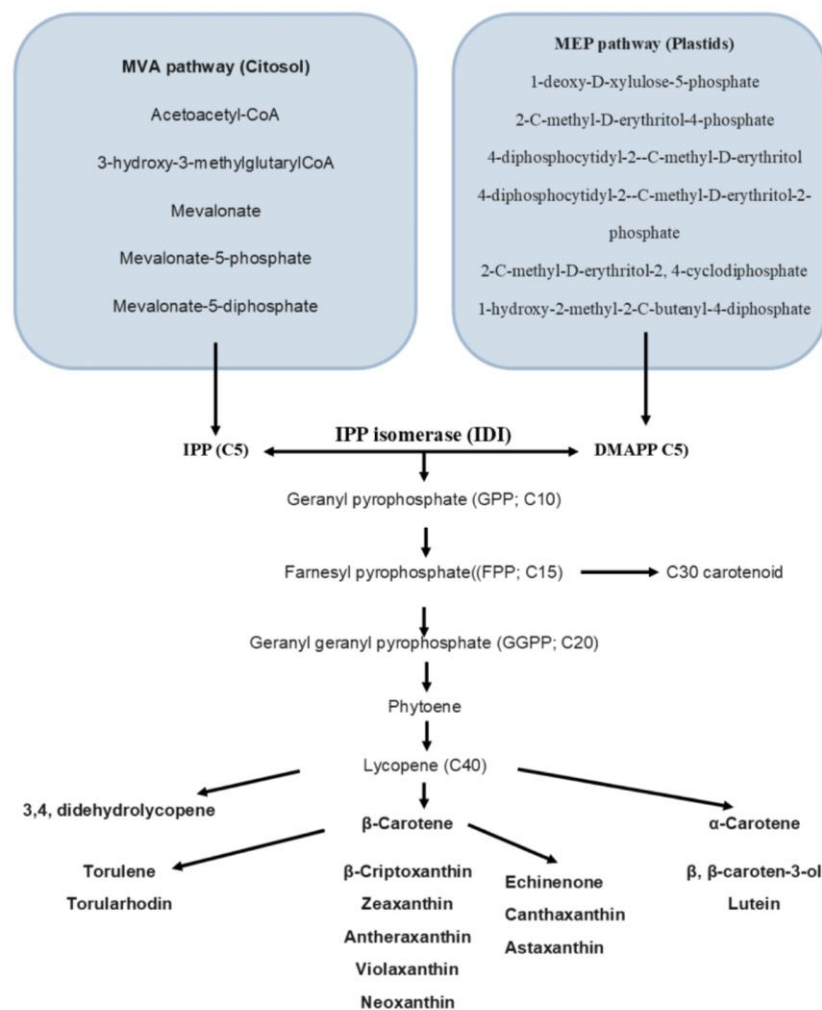 MVA pathway (Citosol)
Acetoacetyl-CoA
3-hydroxy-3-methylglutarylCoA
Mevalonate
Mevalonate-5-phosphate
Mevalonate-5-diphosphate
MEP pathway (Plastids)
1-deoxy-D-xylulose-5-phosphate
2-C-methyl-D-erythritol-4-phosphate
4-diphosphocytidyl-2--C-methyl-D-erythritol
4-diphosphocytidyl-2--C-methyl-D-erythritol-2-
phosphate
2-C-methyl-D-erythritol-2, 4-cyclodiphosphate
1-hydroxy-2-methyl-2-C-butenyl-4-diphosphate
IPP (C5)
IPP isomerase (IDI)
DMAPP C5)
Geranyl pyrophosphate (GPP; C10)
Farnesyl pyrophosphate((FPP; C15)
C30 carotenoid
Geranyl geranyl pyrophosphate (GGPP; C20)
Phytoene
Lycopene (C40)
3,4, didehydrolycopene
β-Carotene
α-Carotene
Torulene
Torularhodin
β-Criptoxanthin
Zeaxanthin
Antheraxanthin
Violaxanthin
Neoxanthin
Echinenone
Canthaxanthin
Astaxanthin
β, β-caroten-3-ol
Lutein